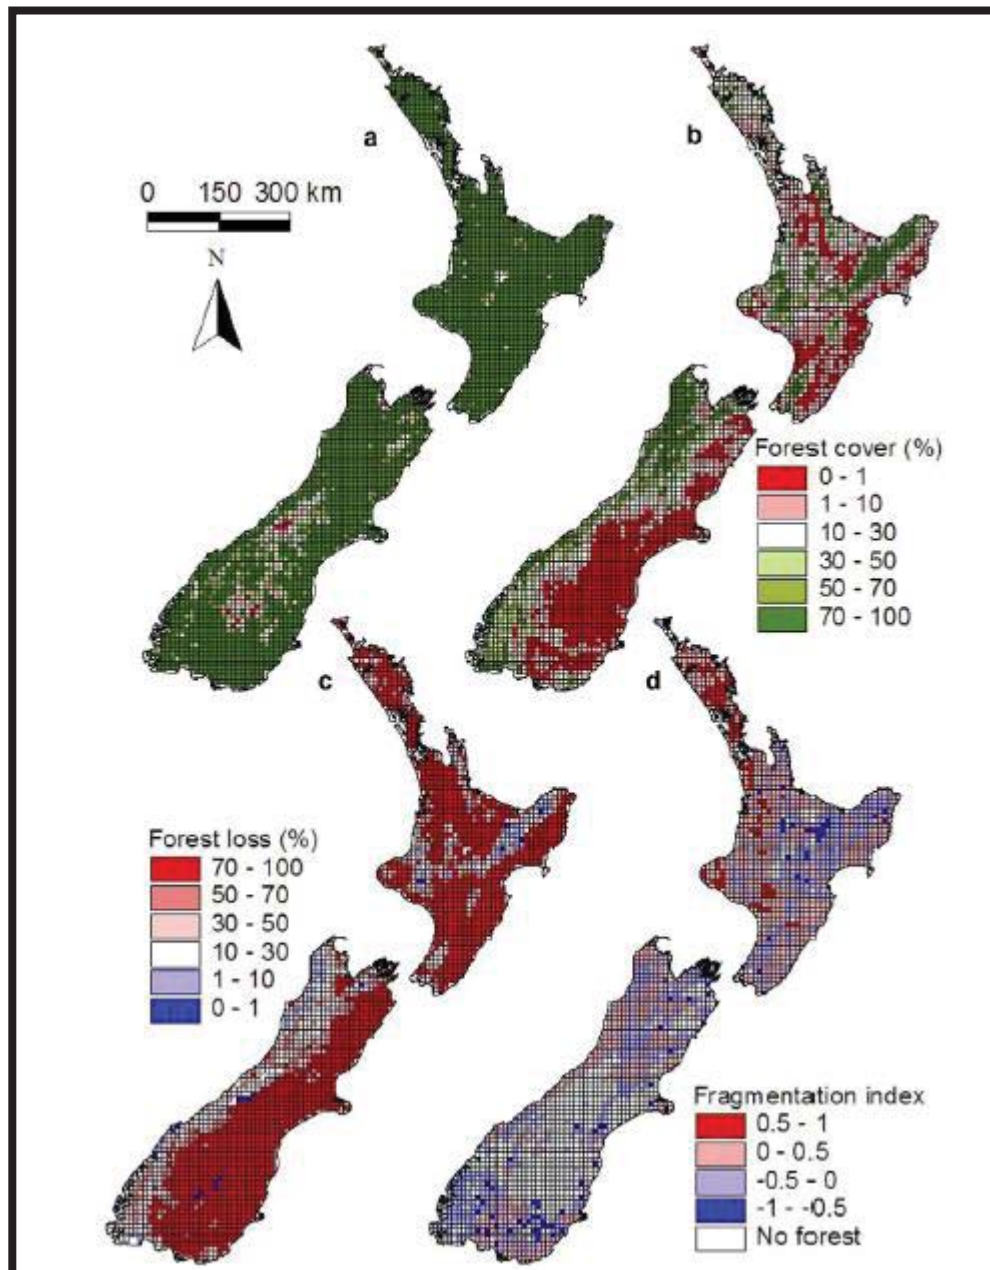 a
b
0 150 300 km
N
Forest cover (%)
0 - 1
1 - 10
10 - 30
30 - 50
50 - 70
70 - 100
c
d
Forest loss (%)
70 - 100
50 - 70
30 - 50
10 - 30
1 - 10
0 - 1
Fragmentation index
0.5 - 1
0 - 0.5
-0.5 - 0
-1 - -0.5
No forest